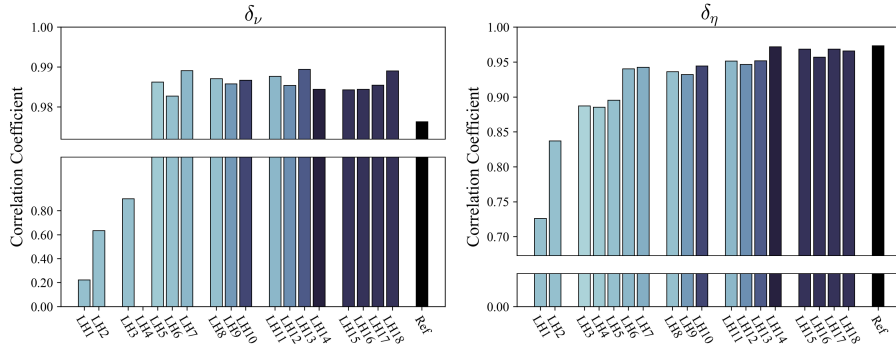 δν
Correlation Coefficient
1.00
0.99
0.98
0.80
0.60
0.40
0.20
0.00
LH1
LH2
LH3
LH4
LH5
LH6
LH7
LH8
LH9
LH10
LH11
LH12
LH13
LH14
LH15
LH16
LH17
LH18
Ref
δη
Correlation Coefficient
1.00
0.95
0.90
0.85
0.80
0.75
0.70
0.00
LH1
LH2
LH3
LH4
LH5
LH6
LH7
LH8
LH9
LH10
LH11
LH12
LH13
LH14
LH15
LH16
LH17
LH18
Ref